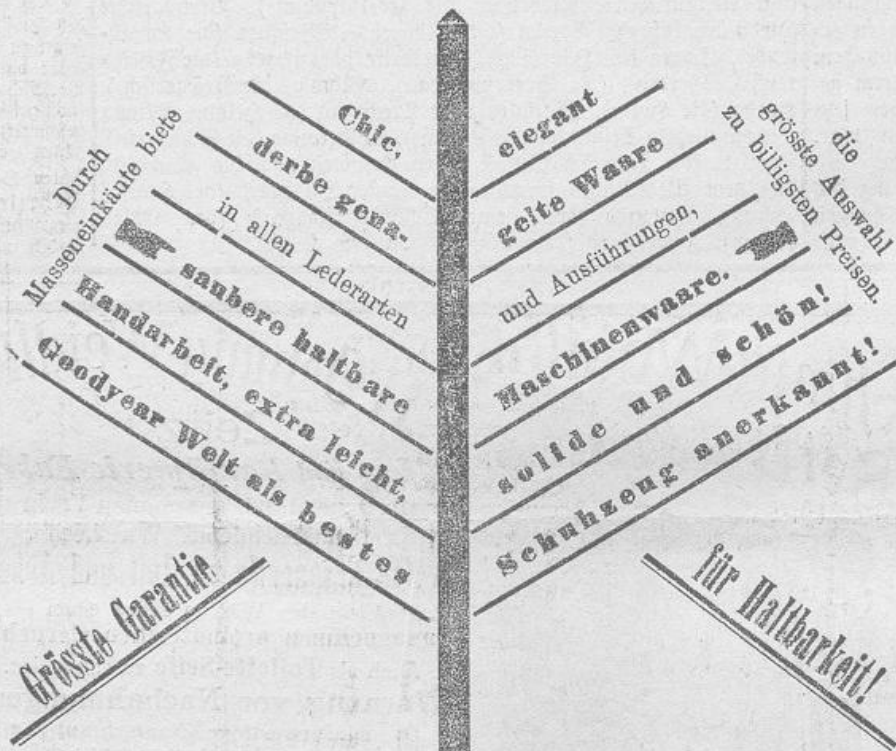 Durch
Masseneinkäute biete
die
grösste Auswahl
zu billigsten Preisen.
Chic, elegant
derbe gena- gelte Waare
in allen Lederarten und Ausführungen,
saubere haltbare Maschinenwaare.
Handarbeit, extra leicht, solide und schön!
Goodyear Welt als bestes Schuhzeug anerkannt!
Grösste Garantie für Haltbarkeit!